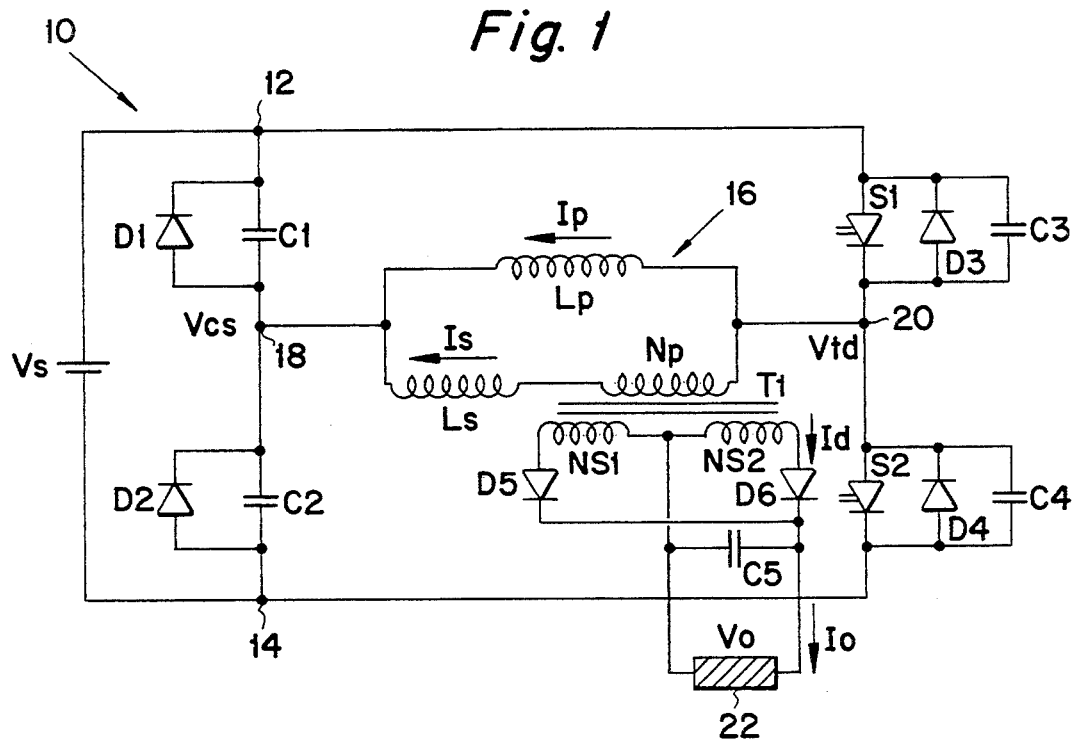 Fig. 1
10
12
D1
C1
Ip
16
Lp
S1
D3
C3
Vcs
18
Is
Np
20
Vtd
Vs
Ls
T1
Id
NS1
NS2
D5
D6
S2
D4
C4
D2
C2
C5
14
Vo
Io
22